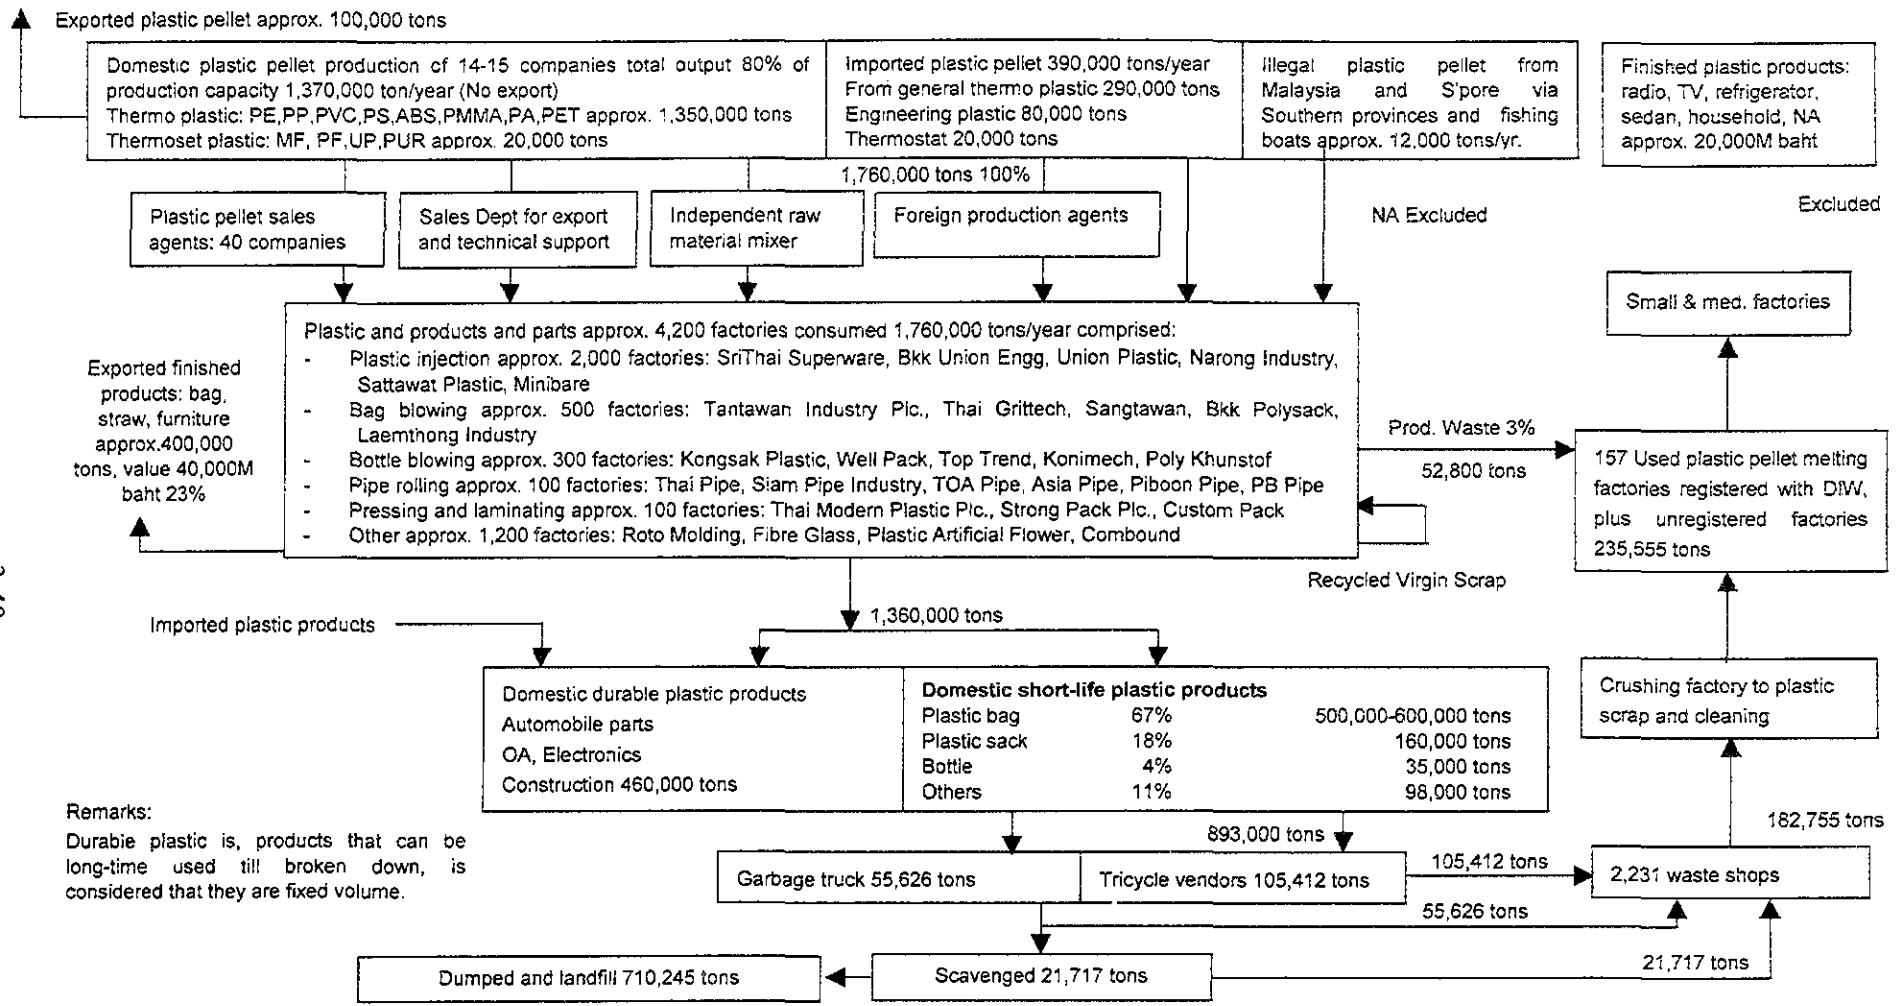 Exported plastic pellet approx. 100,000 tons
Domestic plastic pellet production of 14-15 companies total output 80% of
production capacity 1,370,000 ton/year (No export)
Thermo plastic: PE,PP,PVC,PS,ABS,PMMA,PA,PET approx. 1,350,000 tons
Thermoset plastic: MF, PF,UP,PUR approx. 20,000 tons
Imported plastic pellet 390,000 tons/year
From general thermo plastic 290,000 tons
Engineering plastic 80,000 tons
Thermostat 20,000 tons
Illegal plastic pellet from
Malaysia and S'pore via
Southern provinces and fishing
boats approx. 12,000 tons/yr.
Finished plastic products:
radio, TV, refrigerator,
sedan, household, NA
approx. 20,000M baht
1,760,000 tons 100%
Plastic pellet sales
agents: 40 companies
Sales Dept for export
and technical support
Independent raw
material mixer
Foreign production agents
NA Excluded
Excluded
Small & med. factories
Plastic and products and parts approx. 4,200 factories consumed 1,760,000 tons/year comprised:
- Plastic injection approx. 2,000 factories: SriThai Superware, Bkk Union Engg, Union Plastic, Narong Industry,
Sattawat Plastic, Minibare
- Bag blowing approx. 500 factories: Tantawan Industry Plc., Thai Grittech, Sangtawan, Bkk Polysack,
Laemthong Industry
- Bottle blowing approx. 300 factories: Kongsak Plastic, Well Pack, Top Trend, Konimech, Poly Khunstof
- Pipe rolling approx. 100 factories: Thai Pipe, Siam Pipe Industry, TOA Pipe, Asia Pipe, Piboon Pipe, PB Pipe
- Pressing and laminating approx. 100 factories: Thai Modern Plastic Plc., Strong Pack Plc., Custom Pack
- Other approx. 1,200 factories: Roto Molding, Fibre Glass, Plastic Artificial Flower, Combound
Exported finished
products: bag,
straw, furniture
approx.400,000
tons, value 40,000M
baht 23%
Prod. Waste 3%
52,800 tons
157 Used plastic pellet melting
factories registered with DIW,
plus unregistered factories
235,555 tons
Recycled Virgin Scrap
1,360,000 tons
Imported plastic products
Domestic durable plastic products
Automobile parts
OA, Electronics
Construction 460,000 tons
Domestic short-life plastic products
Plastic bag 67% 500,000-600,000 tons
Plastic sack 18% 160,000 tons
Bottle 4% 35,000 tons
Others 11% 98,000 tons
Crushing factory to plastic
scrap and cleaning
Remarks:
Durable plastic is, products that can be
long-time used till broken down, is
considered that they are fixed volume.
893,000 tons
182,755 tons
Garbage truck 55,626 tons
Tricycle vendors 105,412 tons
105,412 tons
2,231 waste shops
55,626 tons
Dumped and landfill 710,245 tons
Scavenged 21,717 tons
21,717 tons